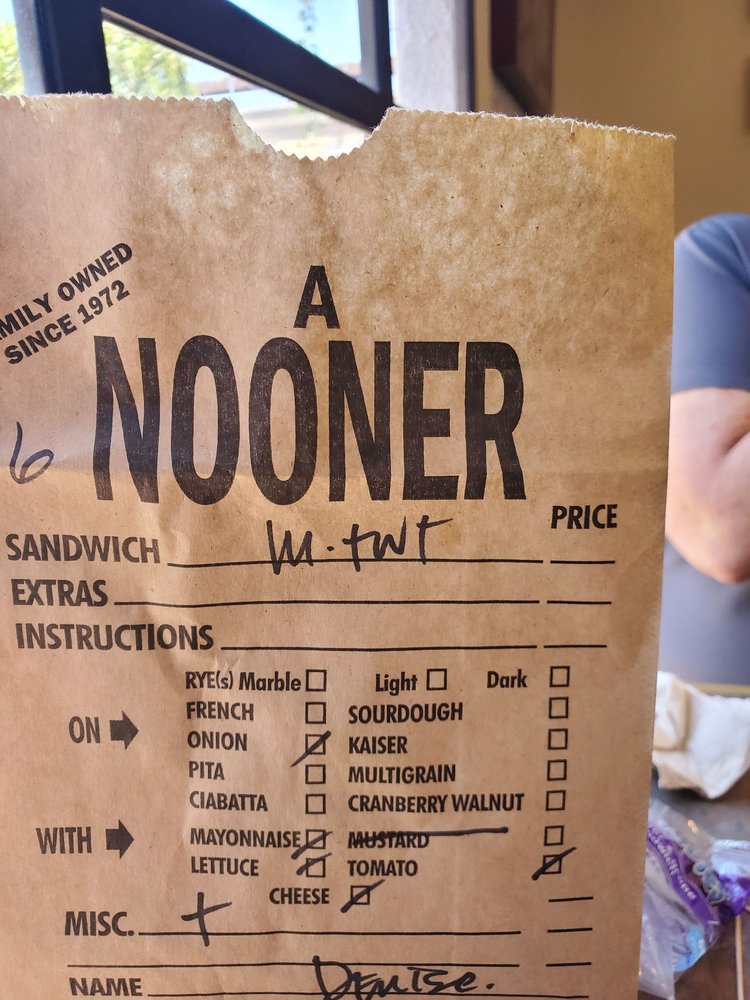 MILY OWNED
SINCE 1972
A
NOONER
6
PRICE
SANDWICH
EXTRAS
INSTRUCTIONS
RYE(s) Marble Light Dark
FRENCH SOURDOUGH
ON ONION KAISER
PITA MULTIGRAIN
CIABATTA CRANBERRY WALNUT
WITH MAYONNAISE MUSTARD
LETTUCE TOMATO
CHEESE
MISC. +
NAME Denise.